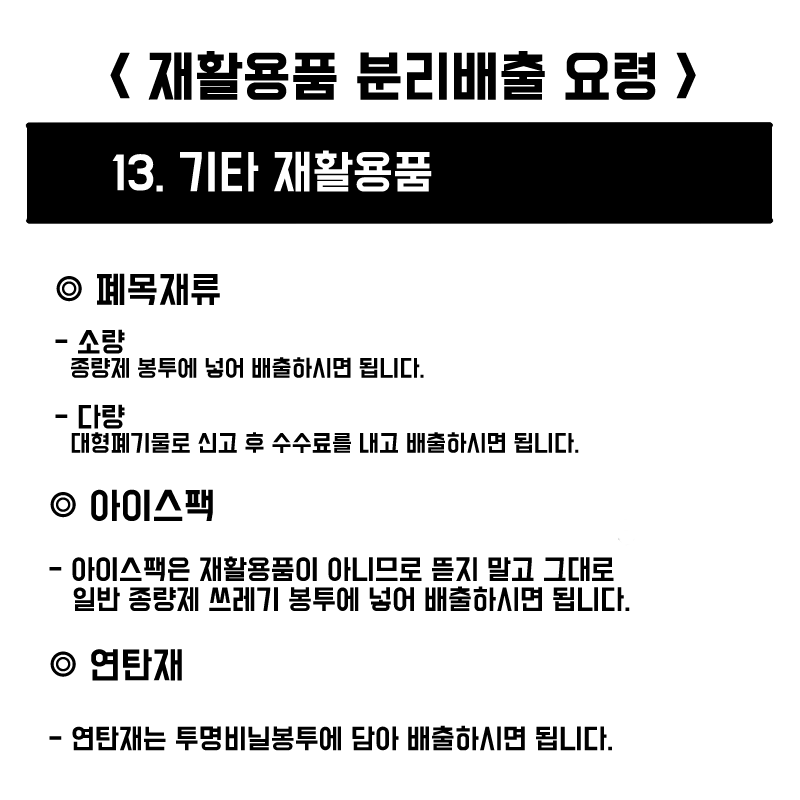 < 재활용품 분리배출 요령 >
13. 기타 재활용품
◎ 폐목재류
- 소량
종량제 봉투에 넣어 배출하시면 됩니다.
- 다량
대형폐기물로 신고 후 수수료를 내고 배출하시면 됩니다.
◎ 아이스팩
- 아이스팩은 재활용품이 아니므로 뜯지 말고 그대로
일반 종량제 쓰레기 봉투에 넣어 배출하시면 됩니다.
◎ 연탄재
- 연탄재는 투명비닐봉투에 담아 배출하시면 됩니다.